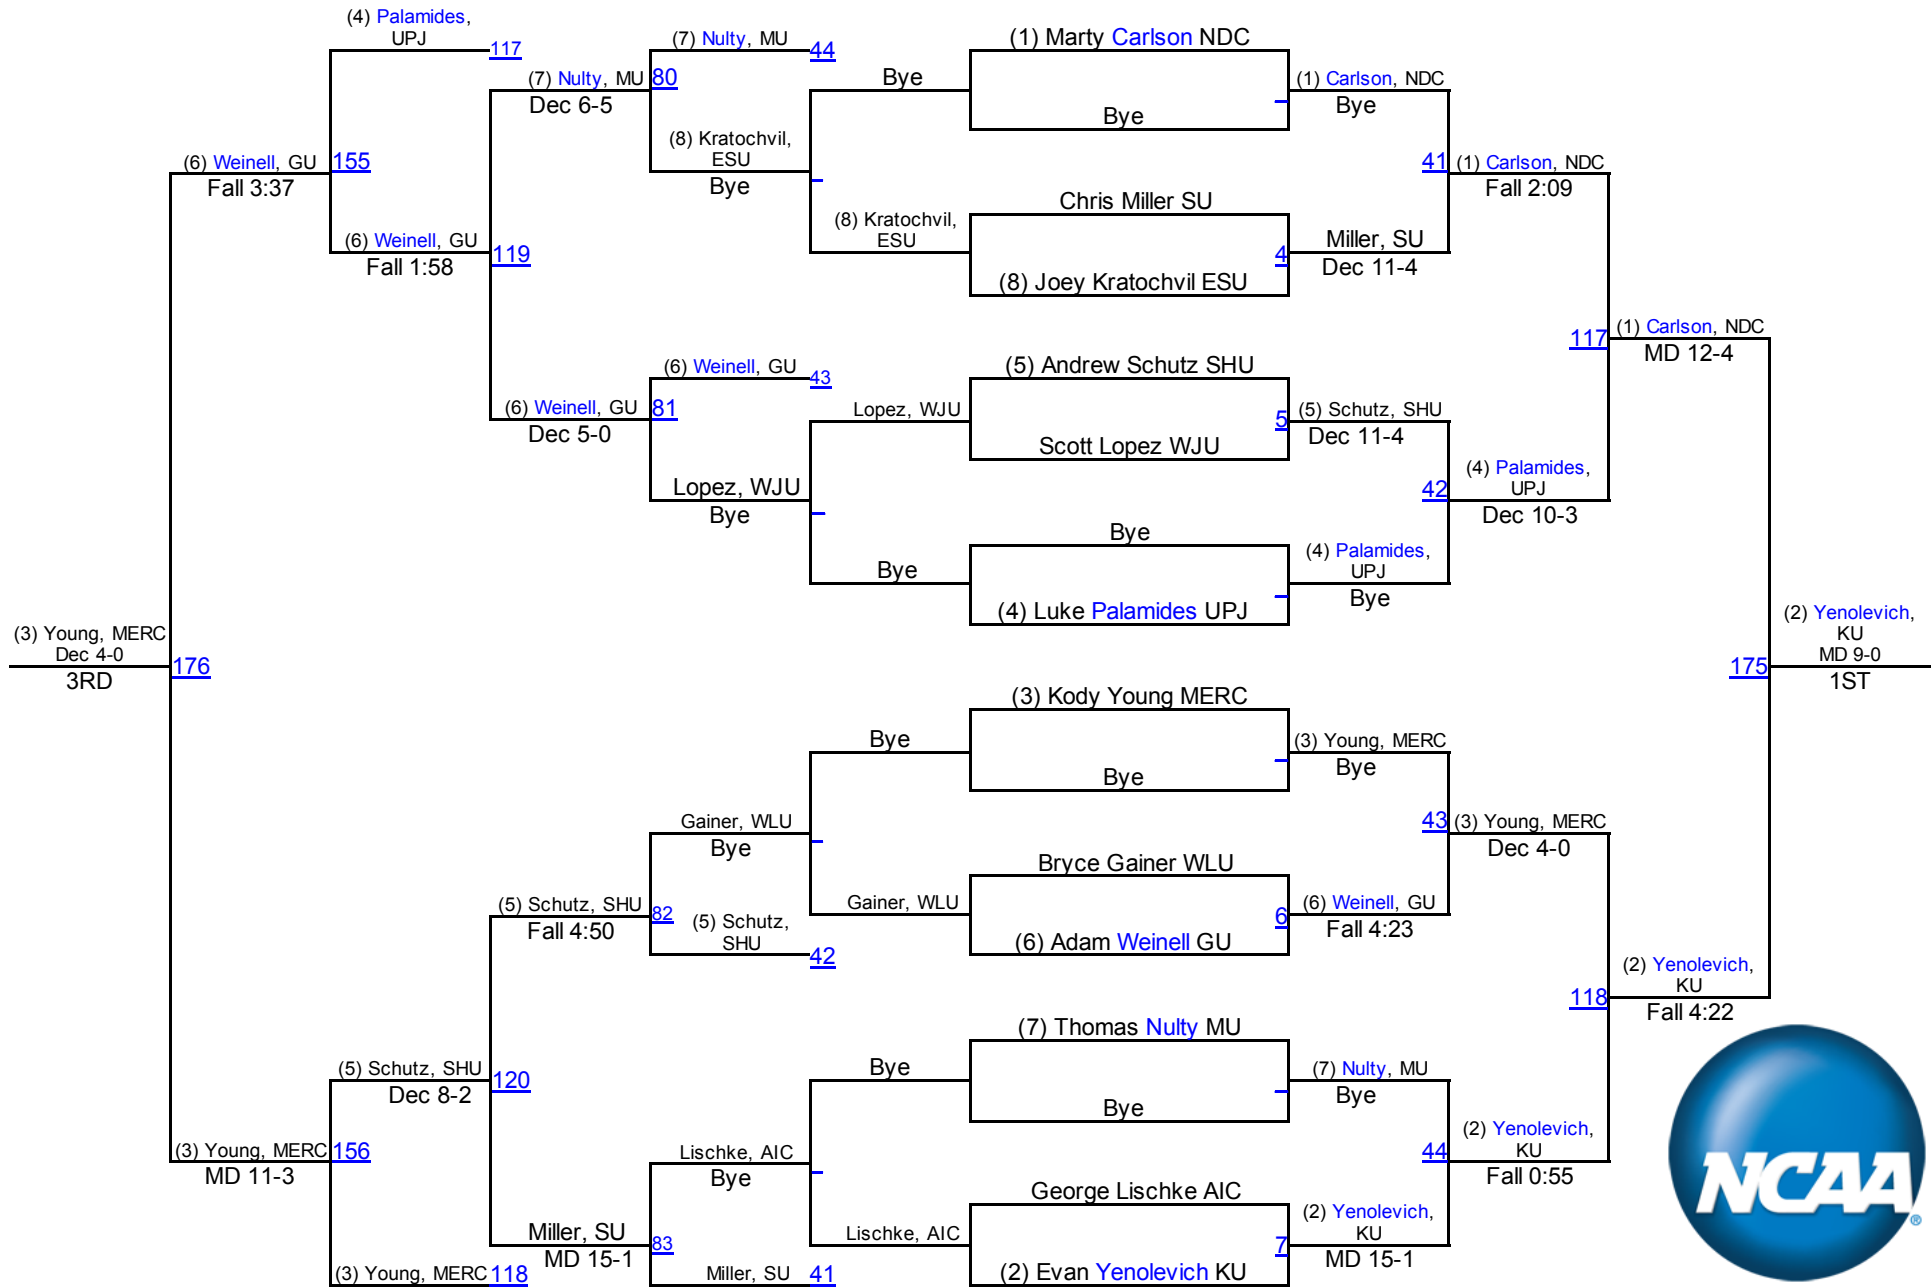 (4) Palamides,
UPJ
117
(7) Nulty, MU
44
(1) Marty Carlson NDC
(7) Nulty, MU
80
Dec 6-5
Bye
(1) Carlson, NDC
Bye
Bye
(8) Kratochvil,
ESU
Bye
(6) Weinell, GU
155
Fall 3:37
41
(1) Carlson, NDC
Fall 2:09
Chris Miller SU
(8) Kratochvil,
ESU
(6) Weinell, GU
119
Fall 1:58
4
Miller, SU
Dec 11-4
(8) Joey Kratochvil ESU
117
(1) Carlson, NDC
MD 12-4
(6) Weinell, GU
43
(5) Andrew Schutz SHU
(6) Weinell, GU
81
Dec 5-0
Lopez, WJU
5
(5) Schutz, SHU
Dec 11-4
Scott Lopez WJU
Lopez, WJU
Bye
42
(4) Palamides,
UPJ
Dec 10-3
Bye
Bye
(4) Palamides,
UPJ
Bye
(4) Luke Palamides UPJ
(3) Young, MERC
Dec 4-0
3RD
176
175
(2) Yenolevich,
KU
MD 9-0
1ST
(3) Kody Young MERC
Bye
(3) Young, MERC
Bye
Bye
Gainer, WLU
Bye
43
(3) Young, MERC
Dec 4-0
Bryce Gainer WLU
(5) Schutz, SHU
82
Fall 4:50
Gainer, WLU
6
(6) Weinell, GU
Fall 4:23
(5) Schutz,
SHU
42
(6) Adam Weinell GU
118
(2) Yenolevich,
KU
Fall 4:22
(7) Thomas Nulty MU
(5) Schutz, SHU
120
Dec 8-2
Bye
(7) Nulty, MU
Bye
Bye
(3) Young, MERC
156
MD 11-3
Lischke, AIC
Bye
44
(2) Yenolevich,
KU
Fall 0:55
George Lischke AIC
Miller, SU
83
MD 15-1
Lischke, AIC
7
(2) Yenolevich,
KU
MD 15-1
(3) Young, MERC
118
Miller, SU
41
(2) Evan Yenolevich KU
NCAA
®